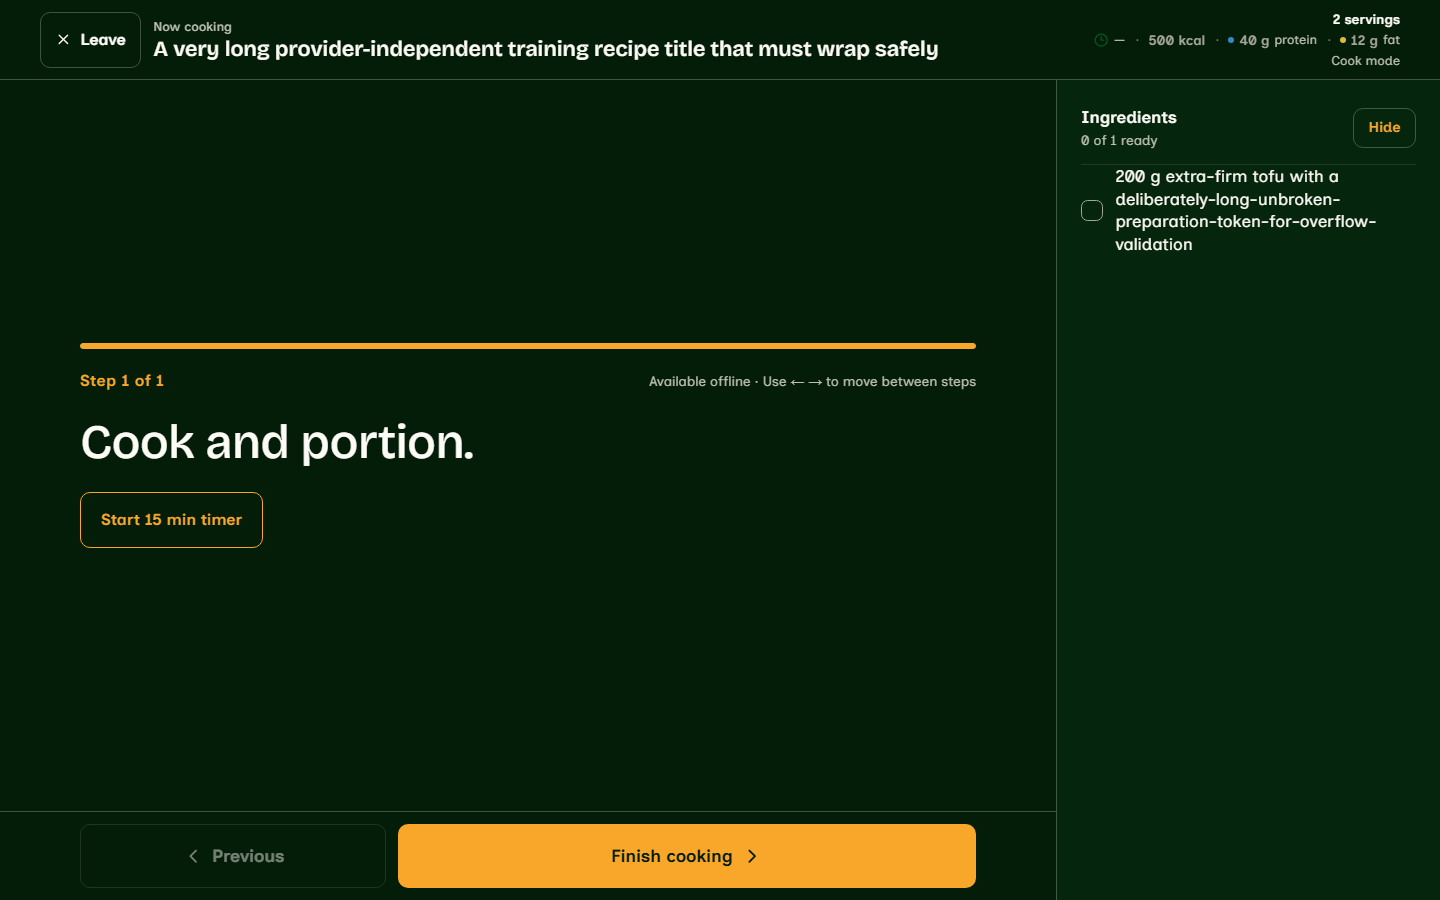 Leave
Now cooking
A very long provider-independent training recipe title that must wrap safely
2 servings
— · 500 kcal · 40 g protein · 12 g fat
Cook mode
Step 1 of 1
Available offline · Use ← → to move between steps
Cook and portion.
Start 15 min timer
Previous
Finish cooking
Ingredients
0 of 1 ready
Hide
200 g extra-firm tofu with a
deliberately-long-unbroken-
preparation-token-for-overflow-
validation